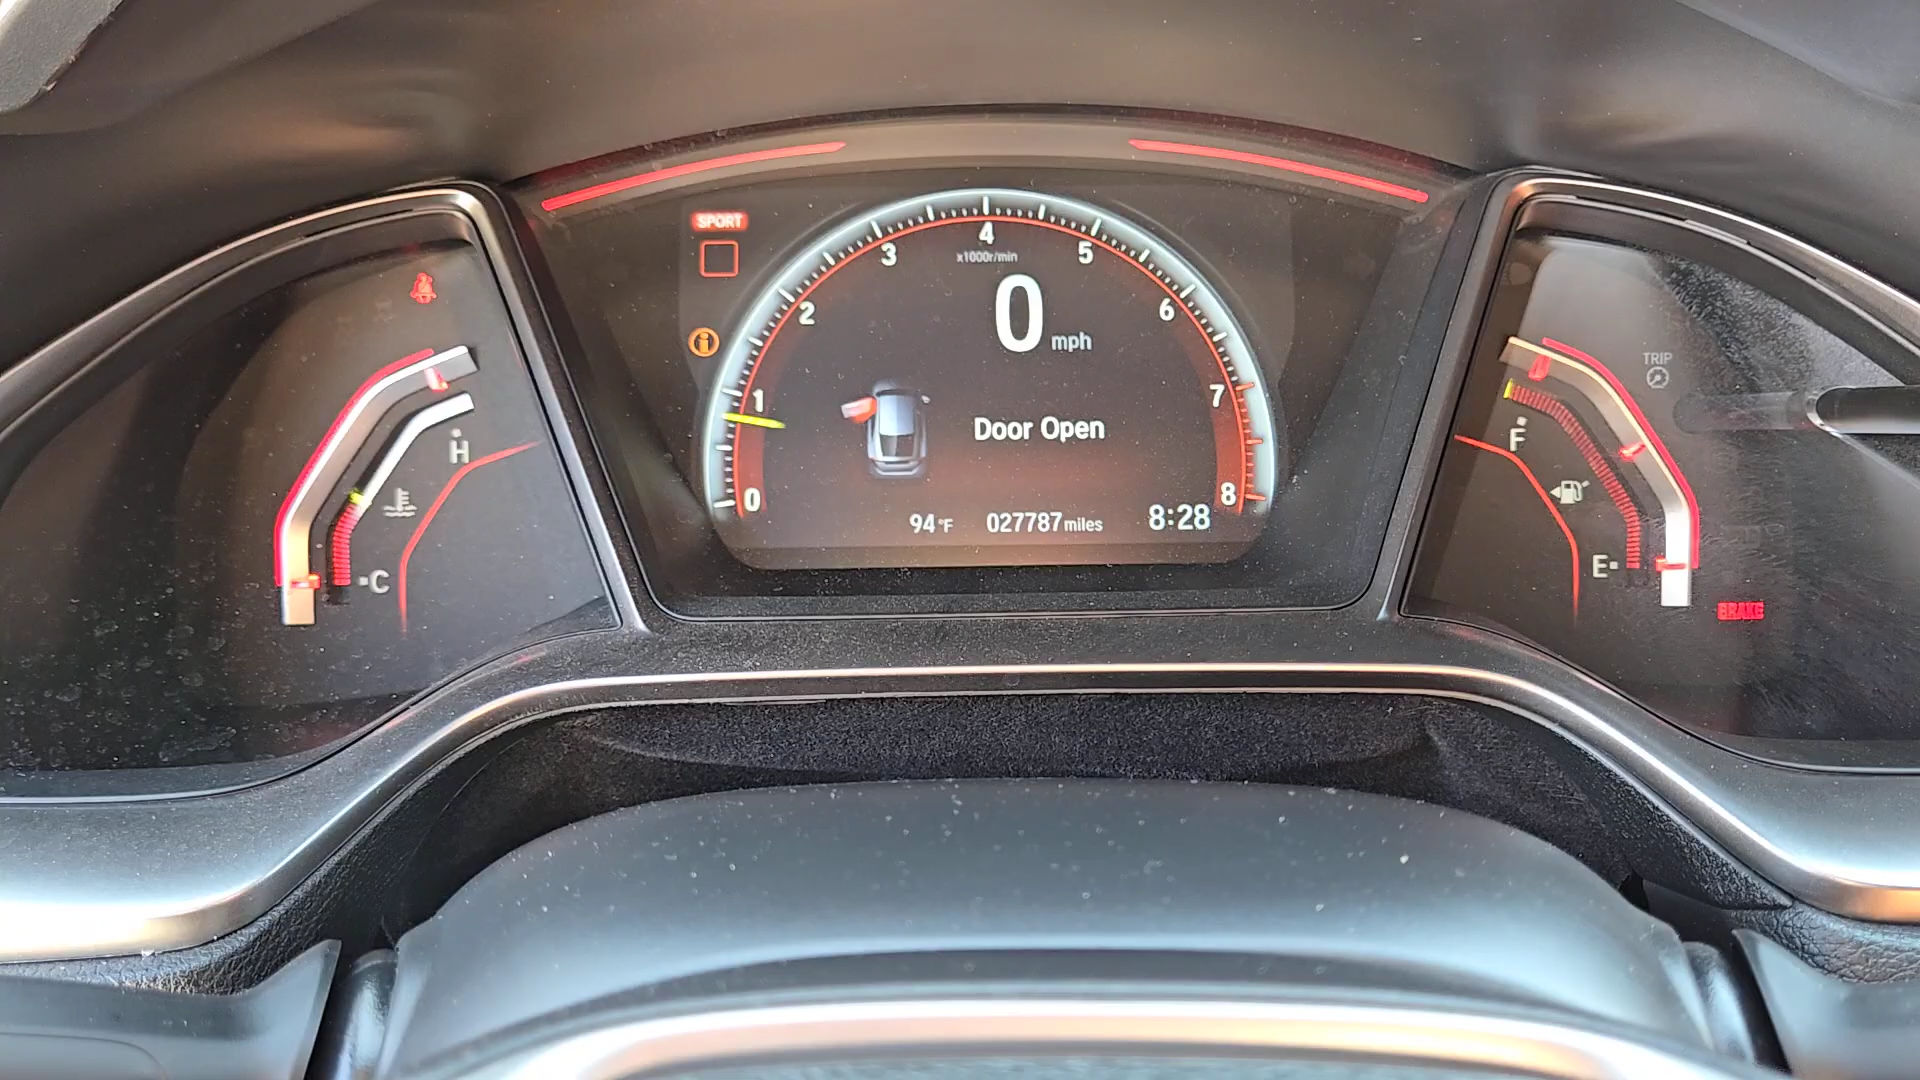 SPORT
0
1
2
3
4
5
6
7
8
x1000r/min
0 mph
Door Open
94°F
027787 miles
8:28
H
C
TRIP
F
E
BRAKE